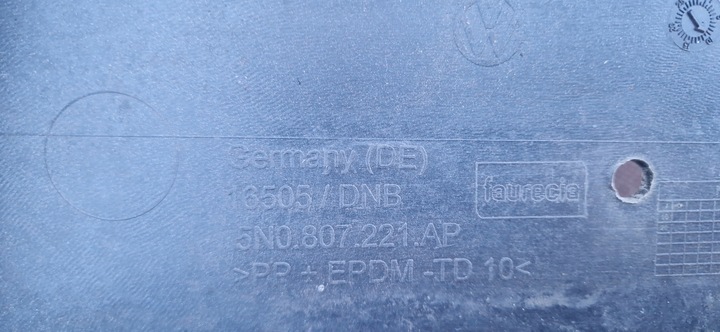 Germany (DE)
16505 / DNB
faurecia
5N0.807.221.AP
>PP + EPDM -TD 10<